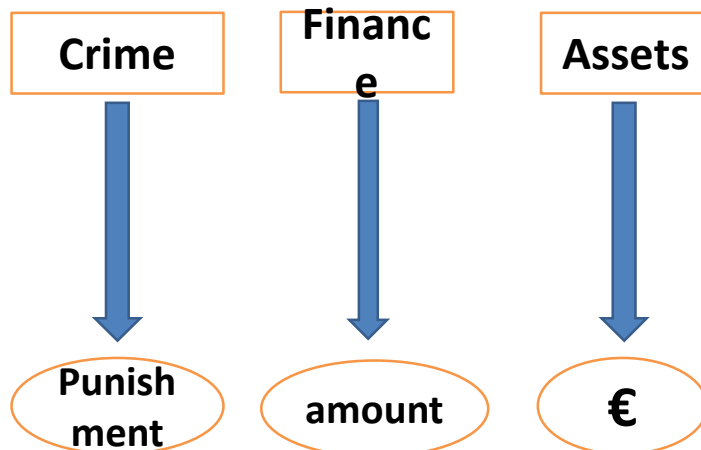 Crime
Financ
e
Assets
Punish
ment
amount
€